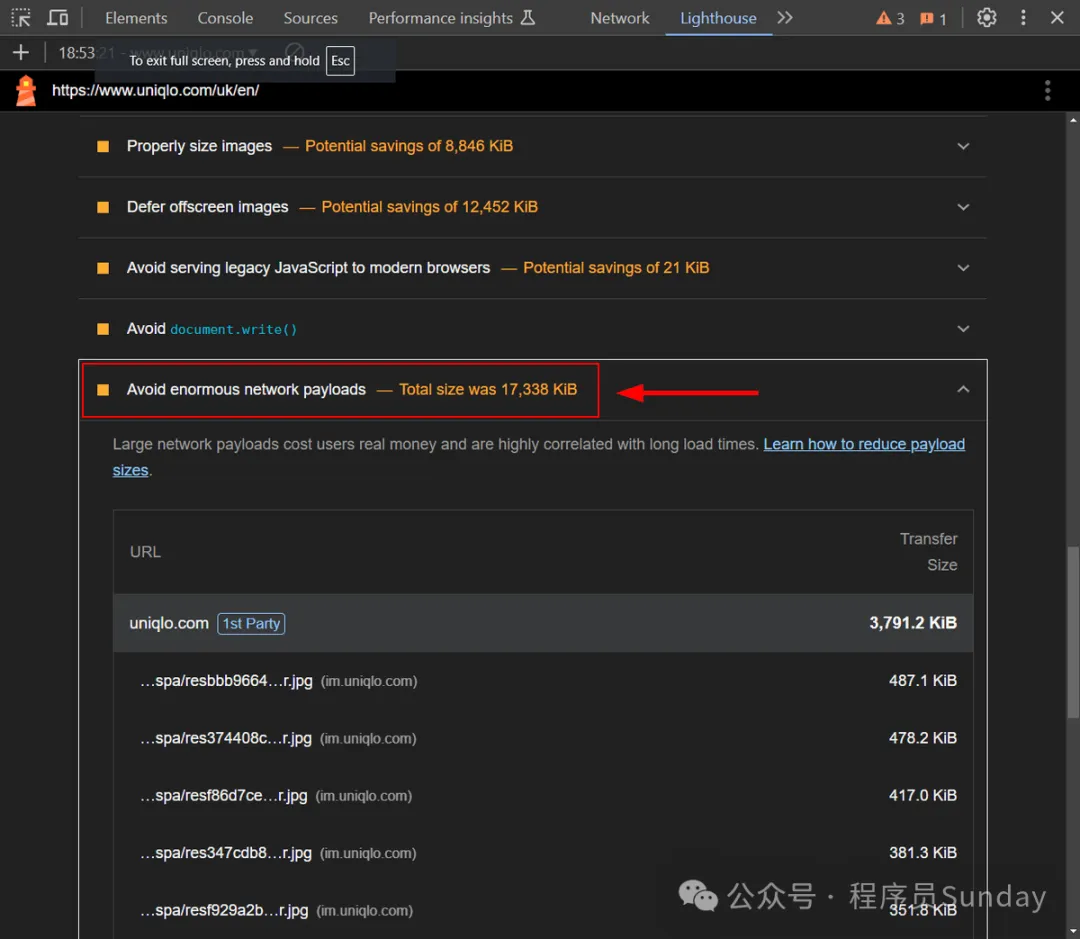 Elements Console Sources Performance insights Network Lighthouse 3 1
18:53:21 - www.uniqlo.com
To exit full screen, press and hold Esc
https://www.uniqlo.com/uk/en/
Properly size images — Potential savings of 8,846 KiB
Defer offscreen images — Potential savings of 12,452 KiB
Avoid serving legacy JavaScript to modern browsers — Potential savings of 21 KiB
Avoid document.write()
Avoid enormous network payloads — Total size was 17,338 KiB
Large network payloads cost users real money and are highly correlated with long load times. Learn how to reduce payload
sizes.
URL Transfer
Size
uniqlo.com 1st Party 3,791.2 KiB
…spa/resbbb9664…r.jpg (im.uniqlo.com) 487.1 KiB
…spa/res374408c…r.jpg (im.uniqlo.com) 478.2 KiB
…spa/resf86d7ce…r.jpg (im.uniqlo.com) 417.0 KiB
…spa/res347cdb8…r.jpg (im.uniqlo.com) 381.3 KiB
…spa/resf929a2b…r.jpg (im.uniqlo.com) 351.8 KiB
公众号 · 程序员Sunday